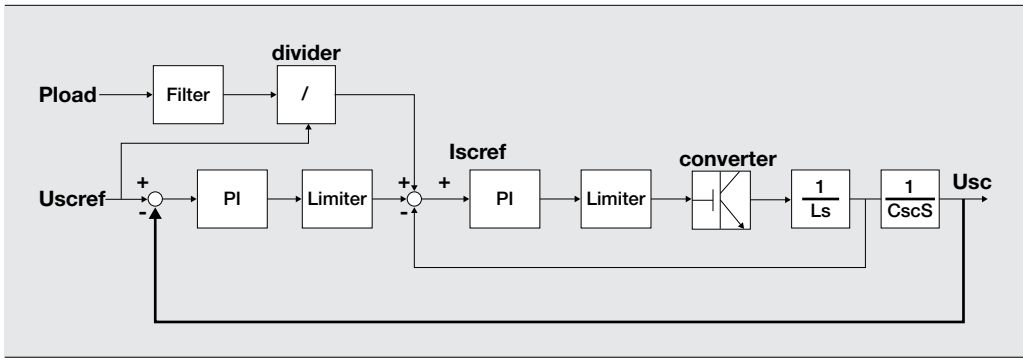 divider
Pload
Filter
/
Iscref
converter
Uscref
+
-
PI
Limiter
+
-
+
PI
Limiter
1
Ls
1
CscS
Usc